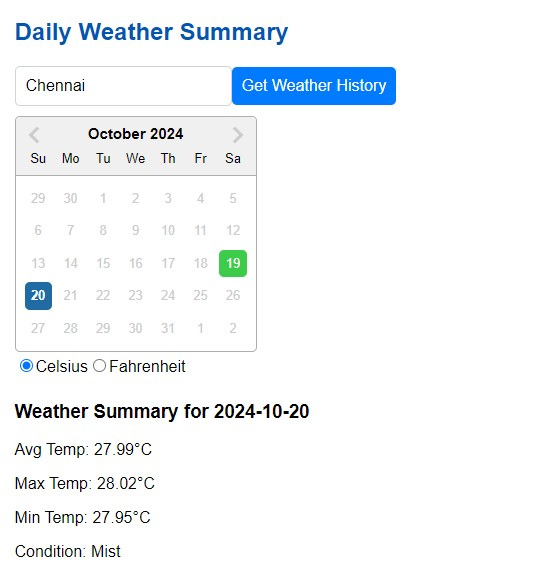 Daily Weather Summary
Chennai Get Weather History
October 2024
Su Mo Tu We Th Fr Sa
29 30 1 2 3 4 5
6 7 8 9 10 11 12
13 14 15 16 17 18 19
20 21 22 23 24 25 26
27 28 29 30 31 1 2
Celsius Fahrenheit
Weather Summary for 2024-10-20
Avg Temp: 27.99°C
Max Temp: 28.02°C
Min Temp: 27.95°C
Condition: Mist